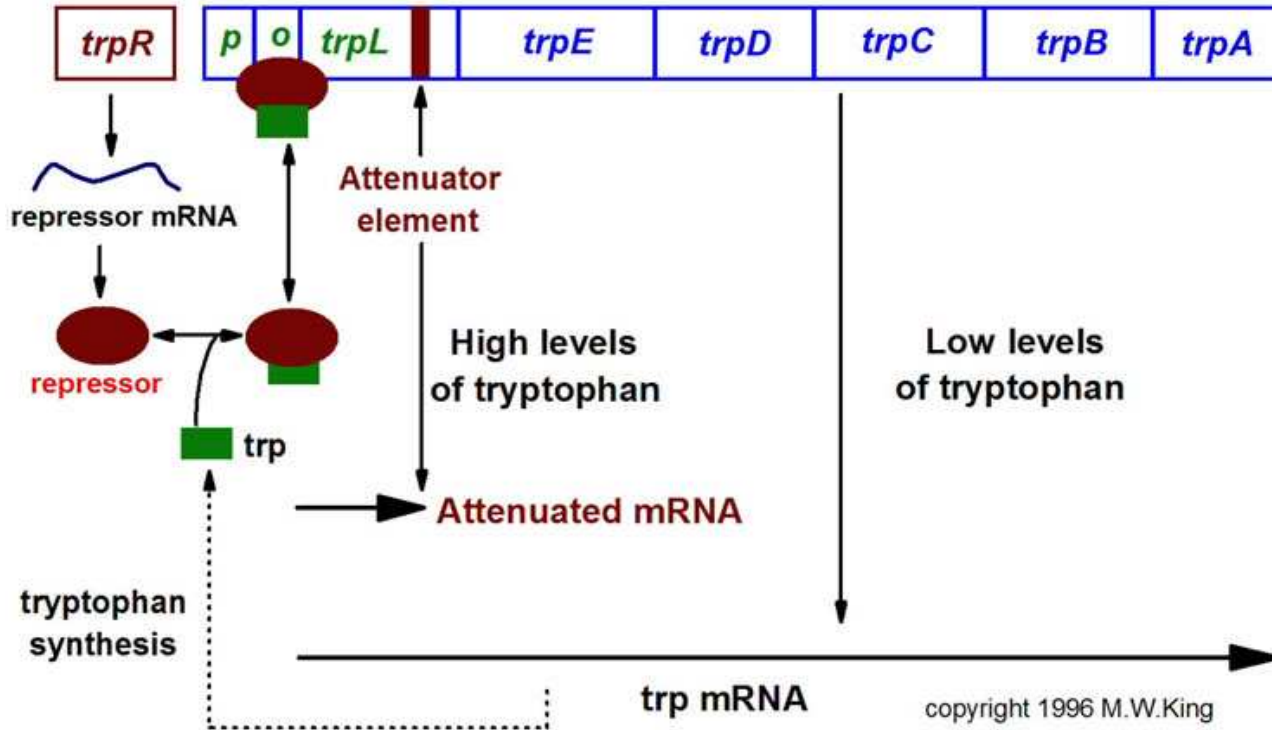 trpR p o trpL trpE trpD trpC trpB trpA
repressor mRNA
Attenuator
element
repressor
trp
High levels
of tryptophan
Low levels
of tryptophan
Attenuated mRNA
tryptophan
synthesis
trp mRNA
copyright 1996 M.W.King